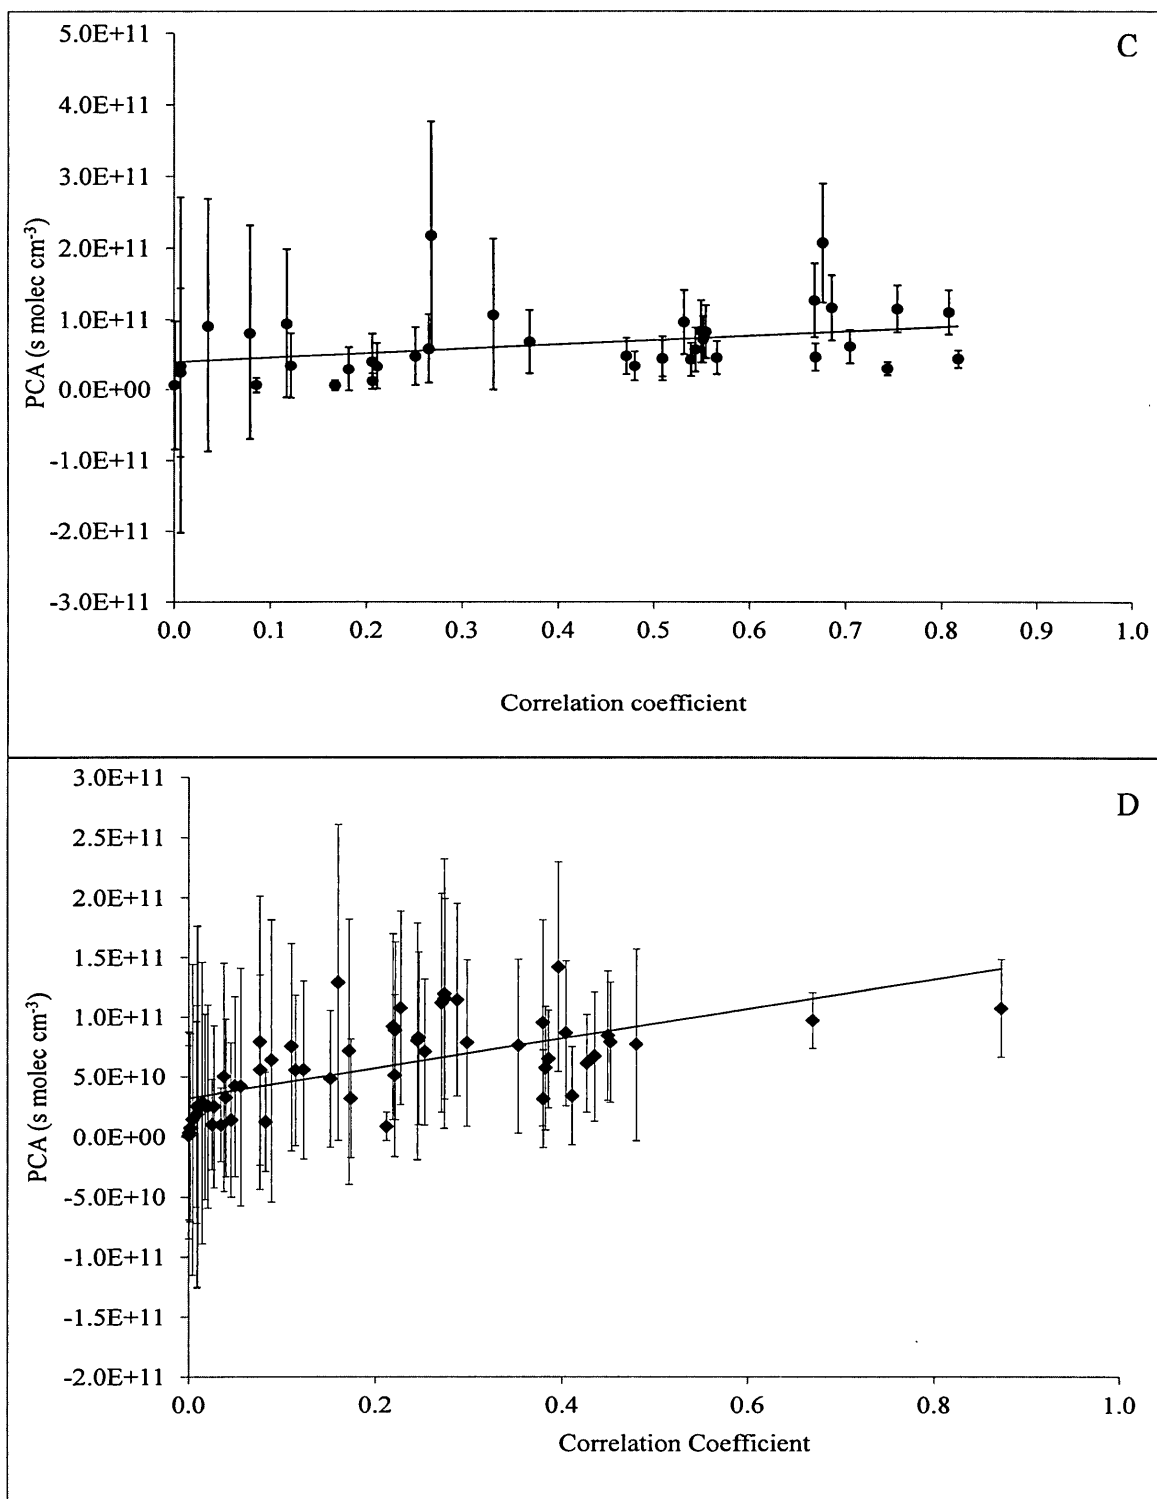 C
5.0E+11
4.0E+11
3.0E+11
2.0E+11
1.0E+11
0.0E+00
-1.0E+11
-2.0E+11
-3.0E+11
PCA (s molec cm⁻³)
0.0 0.1 0.2 0.3 0.4 0.5 0.6 0.7 0.8 0.9 1.0
Correlation coefficient
D
3.0E+11
2.5E+11
2.0E+11
1.5E+11
1.0E+11
5.0E+10
0.0E+00
-5.0E+10
-1.0E+11
-1.5E+11
-2.0E+11
PCA (s molec cm⁻³)
0.0 0.2 0.4 0.6 0.8 1.0
Correlation Coefficient